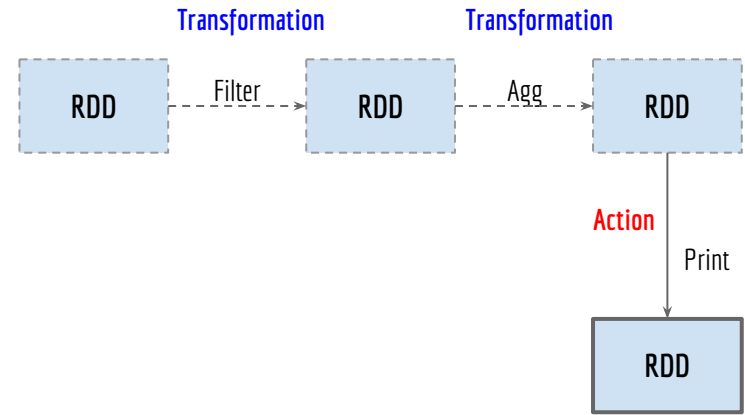 Transformation
Transformation
RDD
Filter
RDD
Agg
RDD
Action
Print
RDD